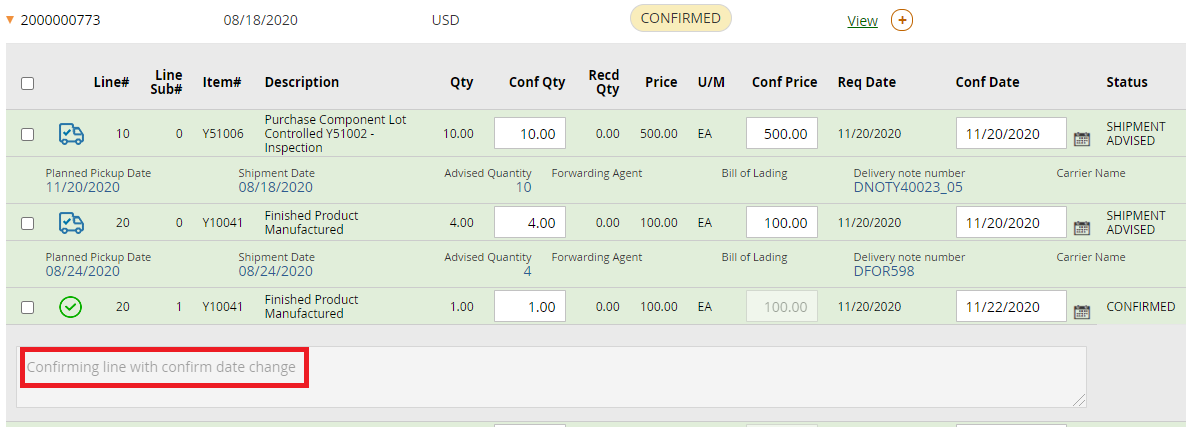 2000000773 08/18/2020 USD CONFIRMED View +
Line# Line Sub# Item# Description Qty Conf Qty Recd Qty Price U/M Conf Price Req Date Conf Date Status
10 0 Y51006 Purchase Component Lot Controlled Y51002 - Inspection 10.00 10.00 0.00 500.00 EA 500.00 11/20/2020 11/20/2020 SHIPMENT ADVISED
Planned Pickup Date Shipment Date Advised Quantity Forwarding Agent Bill of Lading Delivery note number Carrier Name
11/20/2020 08/18/2020 10 DNOTY40023_05
20 0 Y10041 Finished Product Manufactured 4.00 4.00 0.00 100.00 EA 100.00 11/20/2020 11/20/2020 SHIPMENT ADVISED
Planned Pickup Date Shipment Date Advised Quantity Forwarding Agent Bill of Lading Delivery note number Carrier Name
08/24/2020 08/24/2020 4 DFOR598
20 1 Y10041 Finished Product Manufactured 1.00 1.00 0.00 100.00 EA 100.00 11/20/2020 11/22/2020 CONFIRMED
Confirming line with confirm date change